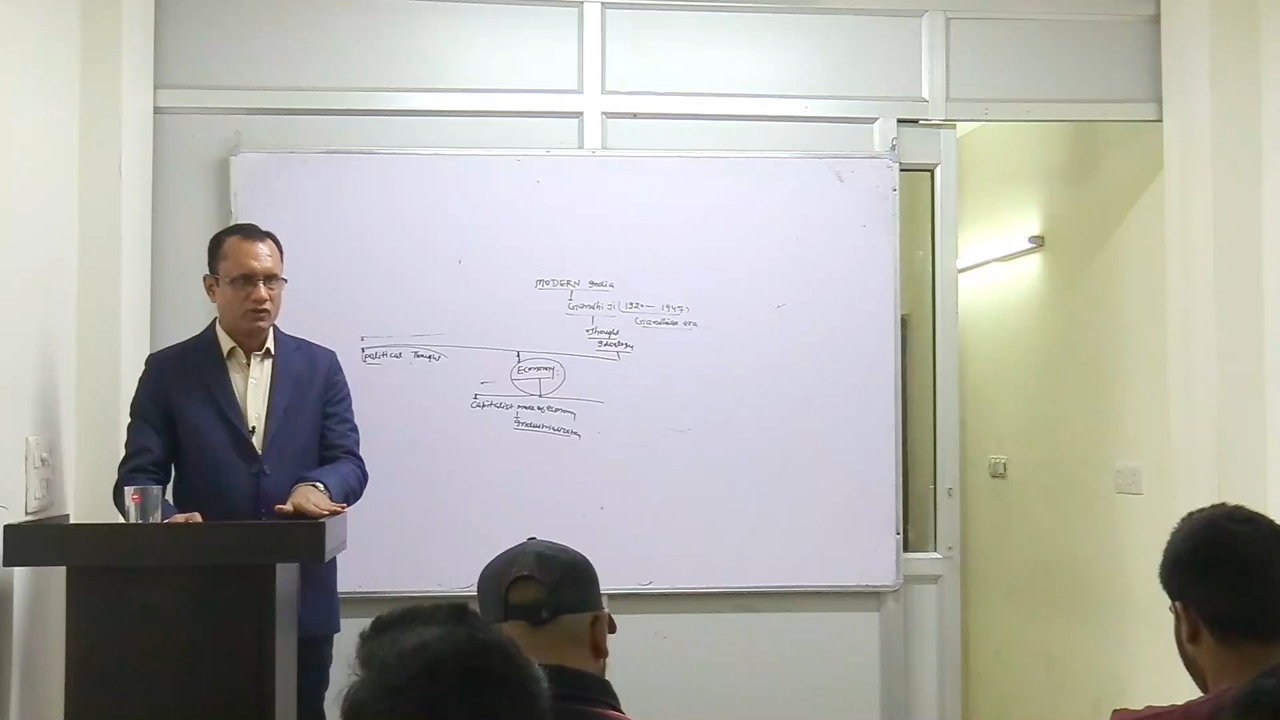 MODERN India
Gandhi Ji (1920 — 1947)
Gandhian era
Thought
Ideology
Political Thought
Economy
Capitalist mode of economy
Industrialization